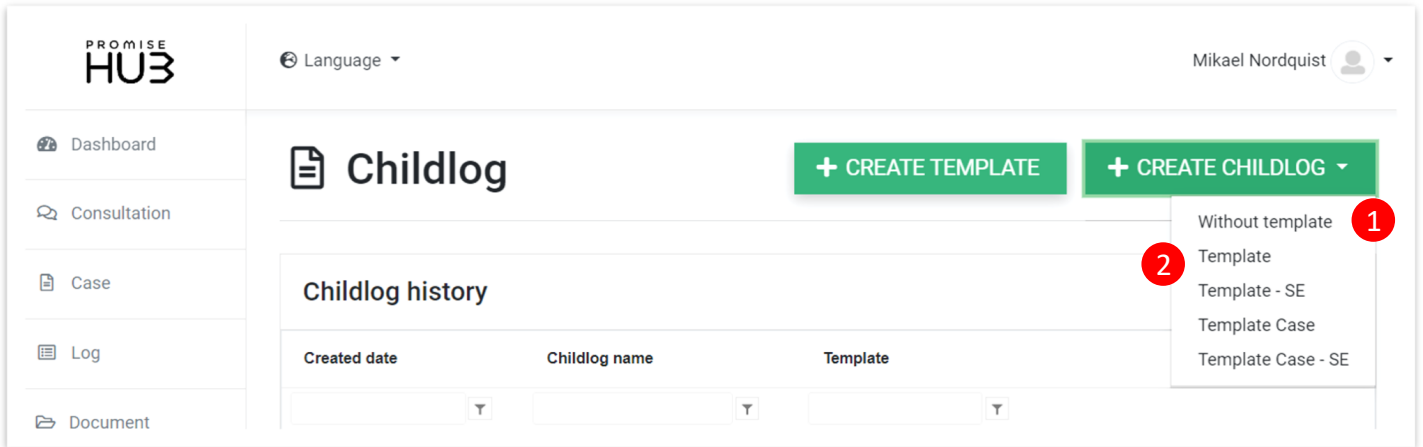 PROMISE
HUB
Language
Mikael Nordquist
Dashboard
Consultation
Case
Log
Document
Childlog
+ CREATE TEMPLATE
+ CREATE CHILDLOG
Without template
1
2
Template
Template - SE
Template Case
Template Case - SE
Childlog history
Created date
Childlog name
Template